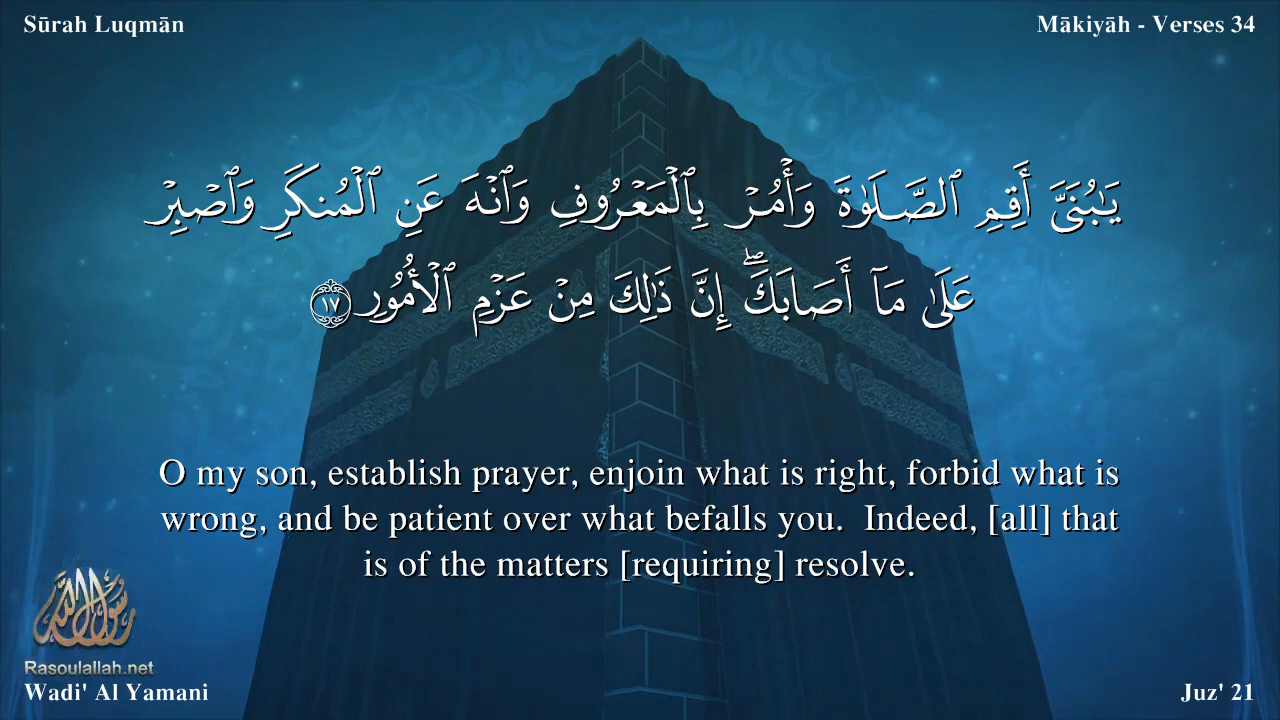 Sūrah Luqmān
Mākiyāh - Verses 34
يَـٰبُنَىَّ أَقِمِ ٱلصَّلَوٰةَ وَأْمُرْ بِٱلْمَعْرُوفِ وَٱنْهَ عَنِ ٱلْمُنكَرِ وَٱصْبِرْ
عَلَىٰ مَآ أَصَابَكَ ۖ إِنَّ ذَٰلِكَ مِنْ عَزْمِ ٱلْأُمُورِ ١٧
O my son, establish prayer, enjoin what is right, forbid what is
wrong, and be patient over what befalls you.  Indeed, [all] that
is of the matters [requiring] resolve.
رسول الله
Rasoulallah.net
Wadi' Al Yamani
Juz' 21